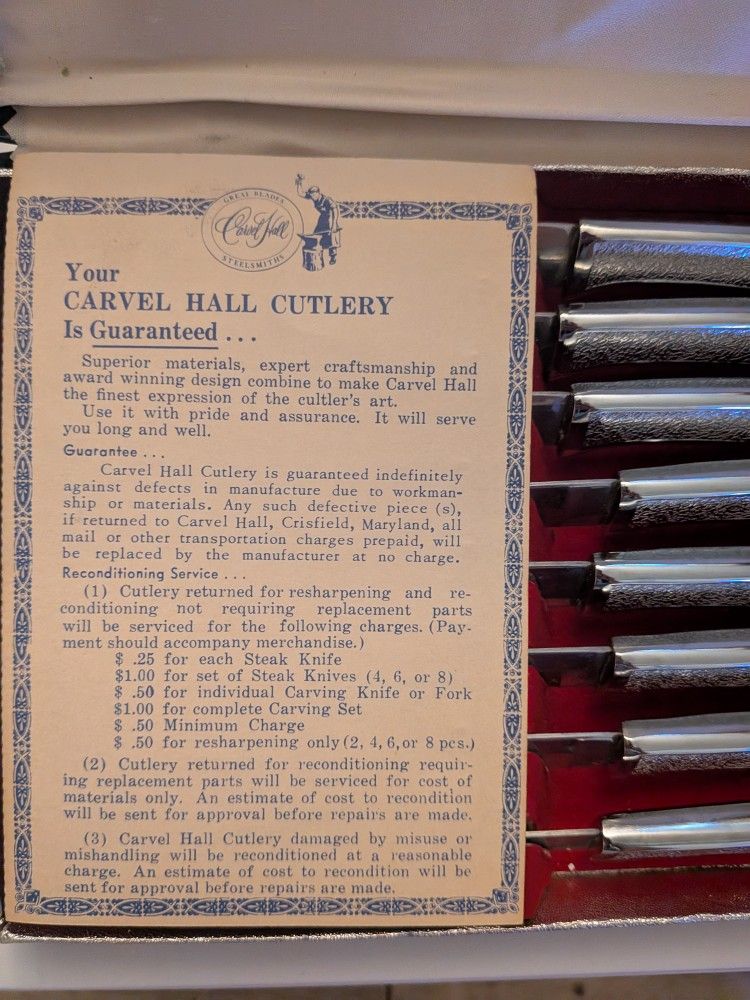 GREAT BLADES
Carvel Hall
STEELSMITHS
Your
CARVEL HALL CUTLERY
Is Guaranteed . . .
Superior materials, expert craftsmanship and
award winning design combine to make Carvel Hall
the finest expression of the cultler's art.
Use it with pride and assurance. It will serve
you long and well.
Guarantee . . .
Carvel Hall Cutlery is guaranteed indefinitely
against defects in manufacture due to workman-
ship or materials. Any such defective piece (s),
if returned to Carvel Hall, Crisfield, Maryland, all
mail or other transportation charges prepaid, will
be replaced by the manufacturer at no charge.
Reconditioning Service . . .
(1) Cutlery returned for resharpening and re-
conditioning not requiring replacement parts
will be serviced for the following charges. (Pay-
ment should accompany merchandise.)
$ .25 for each Steak Knife
$1.00 for set of Steak Knives (4, 6, or 8)
$ .50 for individual Carving Knife or Fork
$1.00 for complete Carving Set
$ .50 Minimum Charge
$ .50 for resharpening only (2, 4, 6, or 8 pcs.)
(2) Cutlery returned for reconditioning requir-
ing replacement parts will be serviced for cost of
materials only. An estimate of cost to recondition
will be sent for approval before repairs are made.
(3) Carvel Hall Cutlery damaged by misuse or
mishandling will be reconditioned at a reasonable
charge. An estimate of cost to recondition will be
sent for approval before repairs are made.